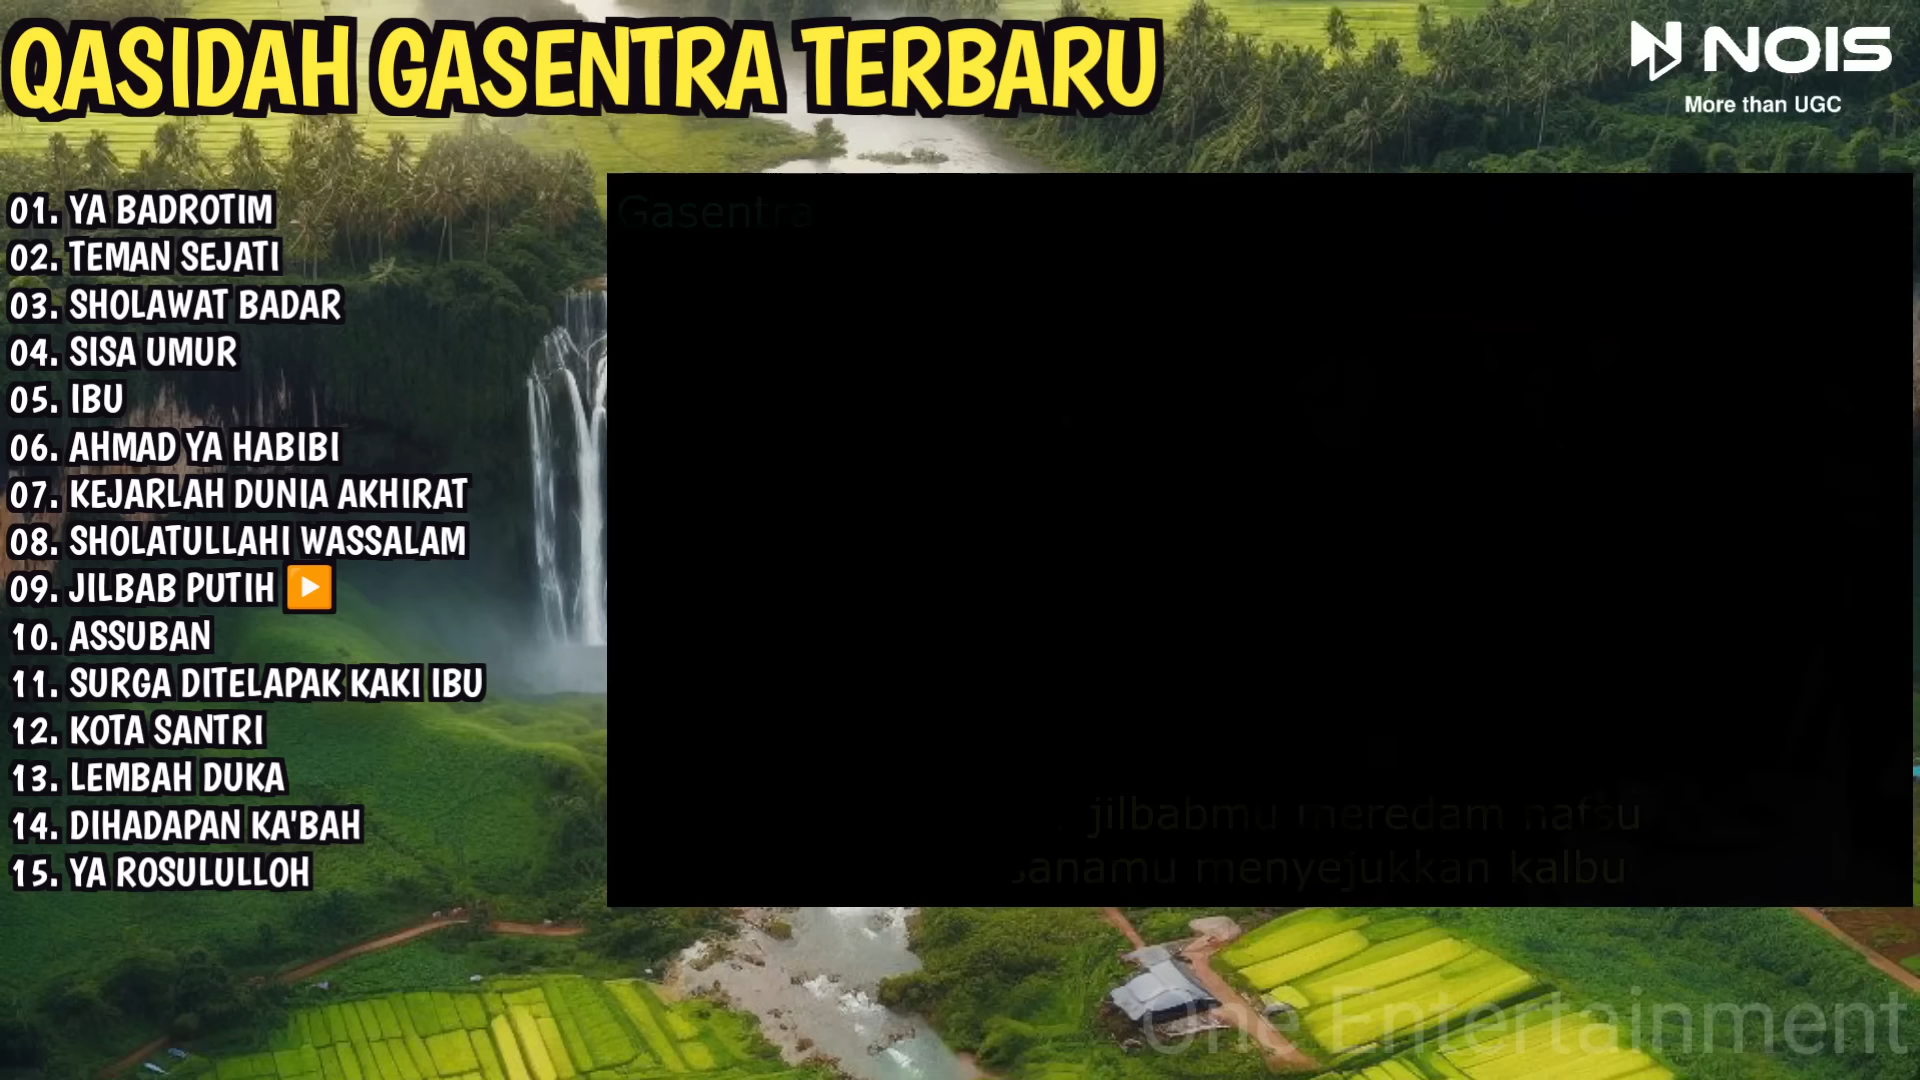 QASIDAH GASENTRA TERBARU
NOIS
More than UGC
01. YA BADROTIM
02. TEMAN SEJATI
03. SHOLAWAT BADAR
04. SISA UMUR
05. IBU
06. AHMAD YA HABIBI
07. KEJARLAH DUNIA AKHIRAT
08. SHOLATULLAHI WASSALAM
09. JILBAB PUTIH
10. ASSUBAN
11. SURGA DITELAPAK KAKI IBU
12. KOTA SANTRI
13. LEMBAH DUKA
14. DIHADAPAN KA'BAH
15. YA ROSULULLOH
Gasentra
jilbabmu meredam nafsu
menyejukkan kalbu
One Entertainment